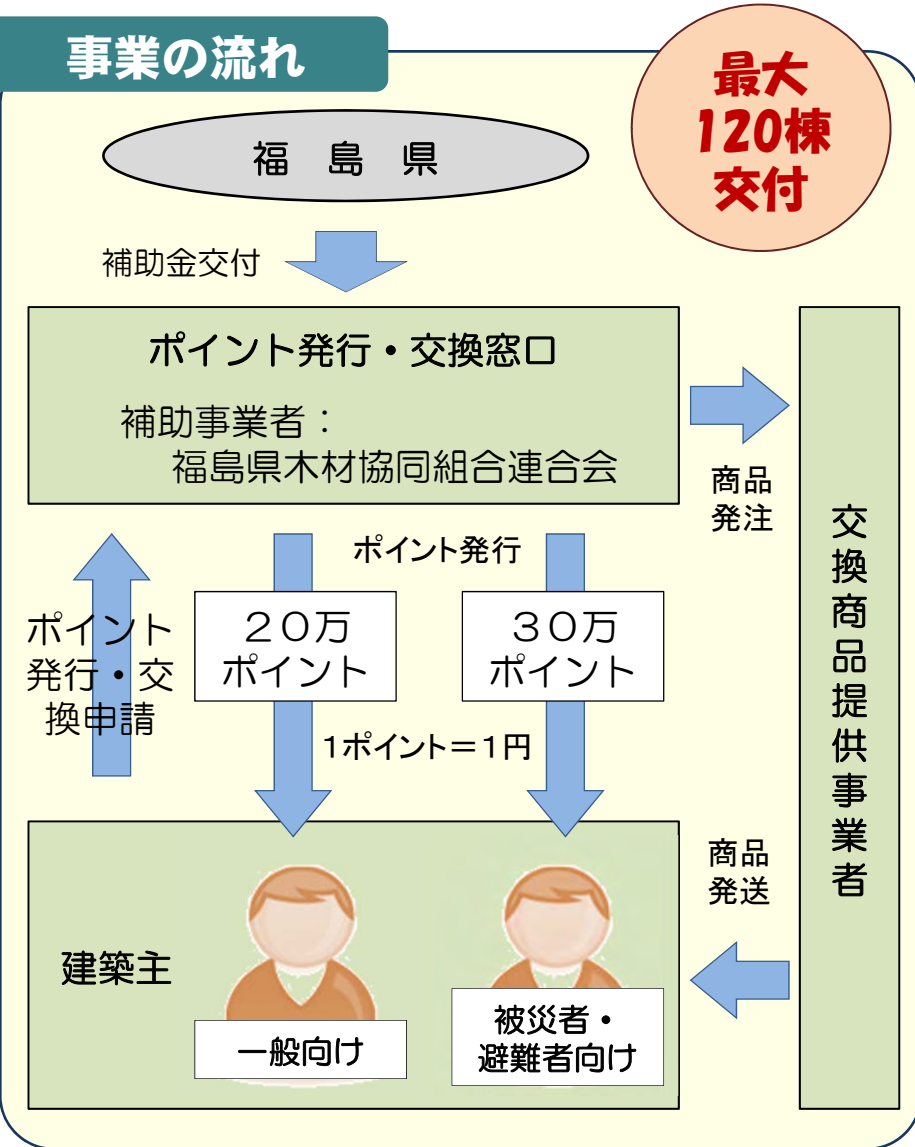 事業の流れ
最大
120棟
交付
福島県
補助金交付
ポイント発行・交換窓口
補助事業者：
福島県木材協同組合連合会
商品
発注
ポイント発行
ポイント
発行・交
換申請
２０万
ポイント
３０万
ポイント
１ポイント＝１円
交換商品提供事業者
商品
発送
建築主
一般向け
被災者・
避難者向け